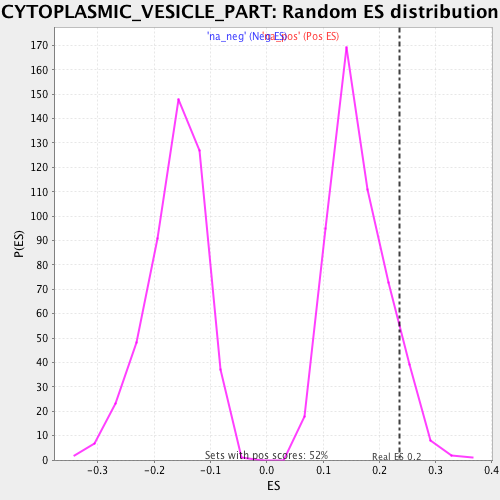 CYTOPLASMIC_VESICLE_PART: Random ES distribution
'na_neg' (Neg ES)
'na_pos' (Pos ES)
170
160
150
140
130
120
110
100
90
80
70
60
50
40
30
20
10
0
P(ES)
Sets with pos scores: 52%
Real ES 0.2
-0.3 -0.2 -0.1 0.0 0.1 0.2 0.3 0.4
ES